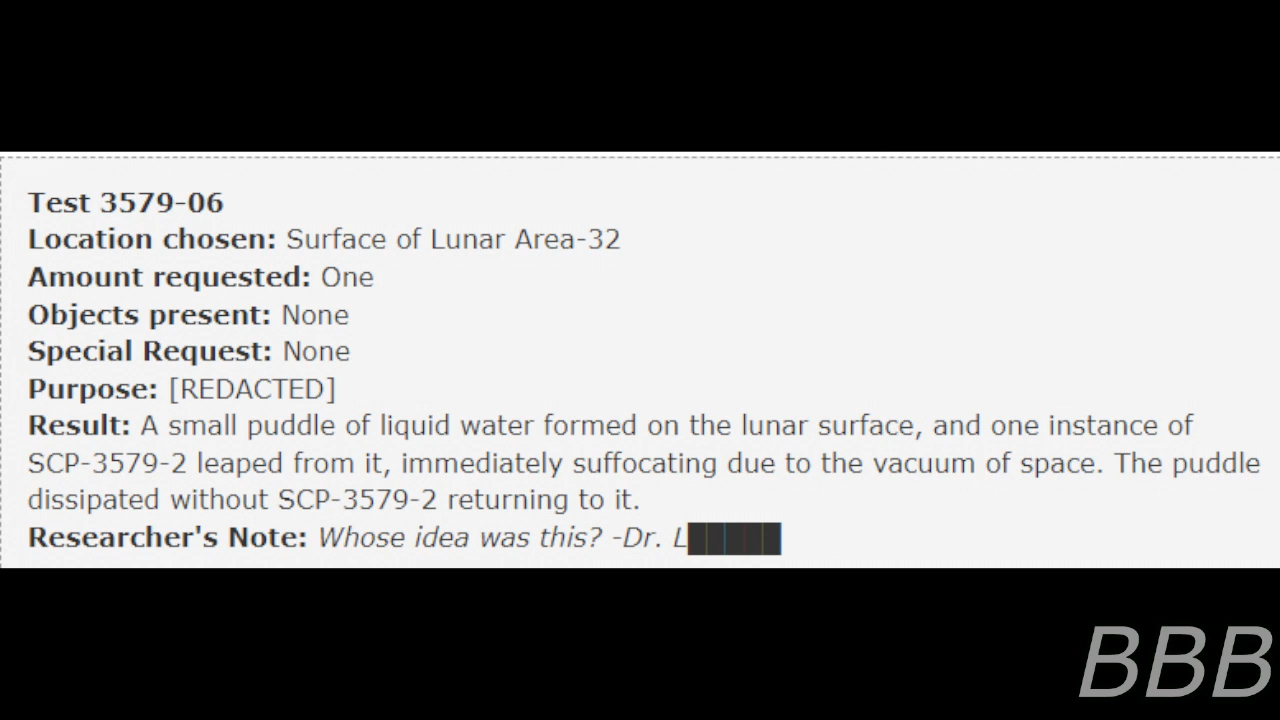 Test 3579-06
Location chosen: Surface of Lunar Area-32
Amount requested: One
Objects present: None
Special Request: None
Purpose: [REDACTED]
Result: A small puddle of liquid water formed on the lunar surface, and one instance of
SCP-3579-2 leaped from it, immediately suffocating due to the vacuum of space. The puddle
dissipated without SCP-3579-2 returning to it.
Researcher's Note: Whose idea was this? -Dr. L█████
BBB